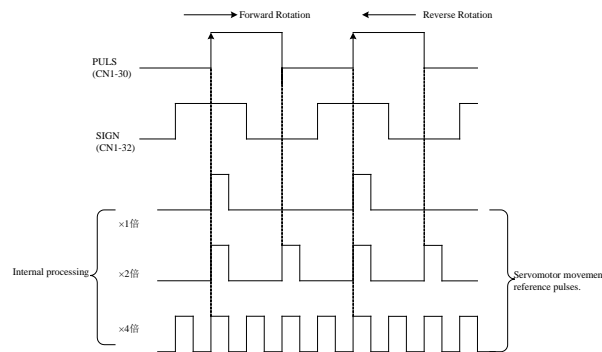 Forward Rotation
Reverse Rotation
PULS
(CN1-30)
SIGN
(CN1-32)
×1倍
Internal processing
×2倍
Servomotor movement
reference pulses.
×4倍